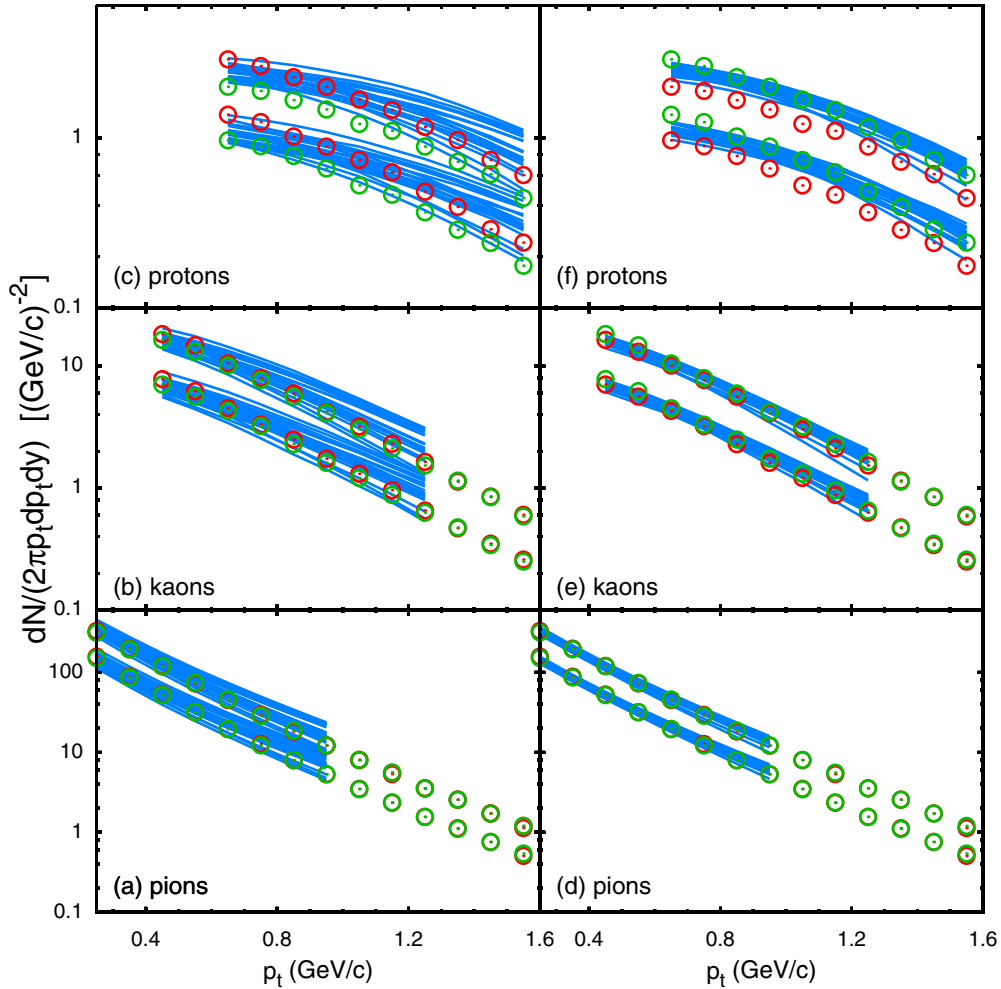 dN/(2πp_t dp_t dy) [(GeV/c)^-2]
1
0.1
(c) protons
(f) protons
10
1
0.1
(b) kaons
(e) kaons
100
10
1
0.1
(a) pions
(d) pions
0.4 0.8 1.2 1.6 0.4 0.8 1.2 1.6
p_t (GeV/c) p_t (GeV/c)